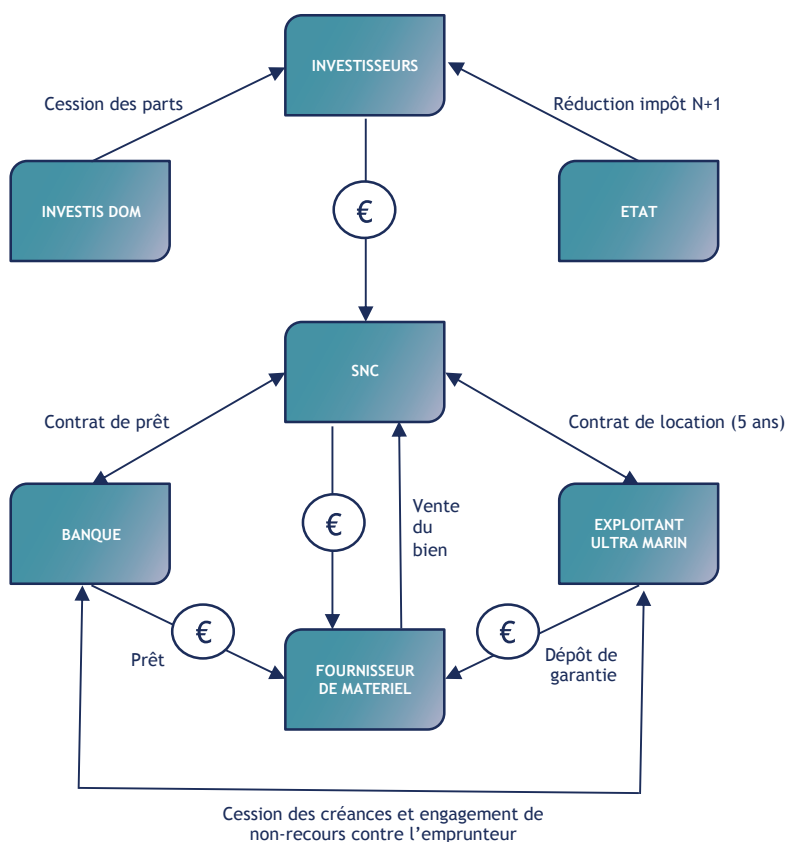 INVESTISSEURS
Cession des parts
Réduction impôt N+1
INVESTIS DOM
€
ETAT
SNC
Contrat de prêt
Contrat de location (5 ans)
BANQUE
€
Vente
du
bien
EXPLOITANT
ULTRA MARIN
€
€
Prêt
Dépôt de
garantie
FOURNISSEUR
DE MATERIEL
Cession des créances et engagement de
non-recours contre l’emprunteur